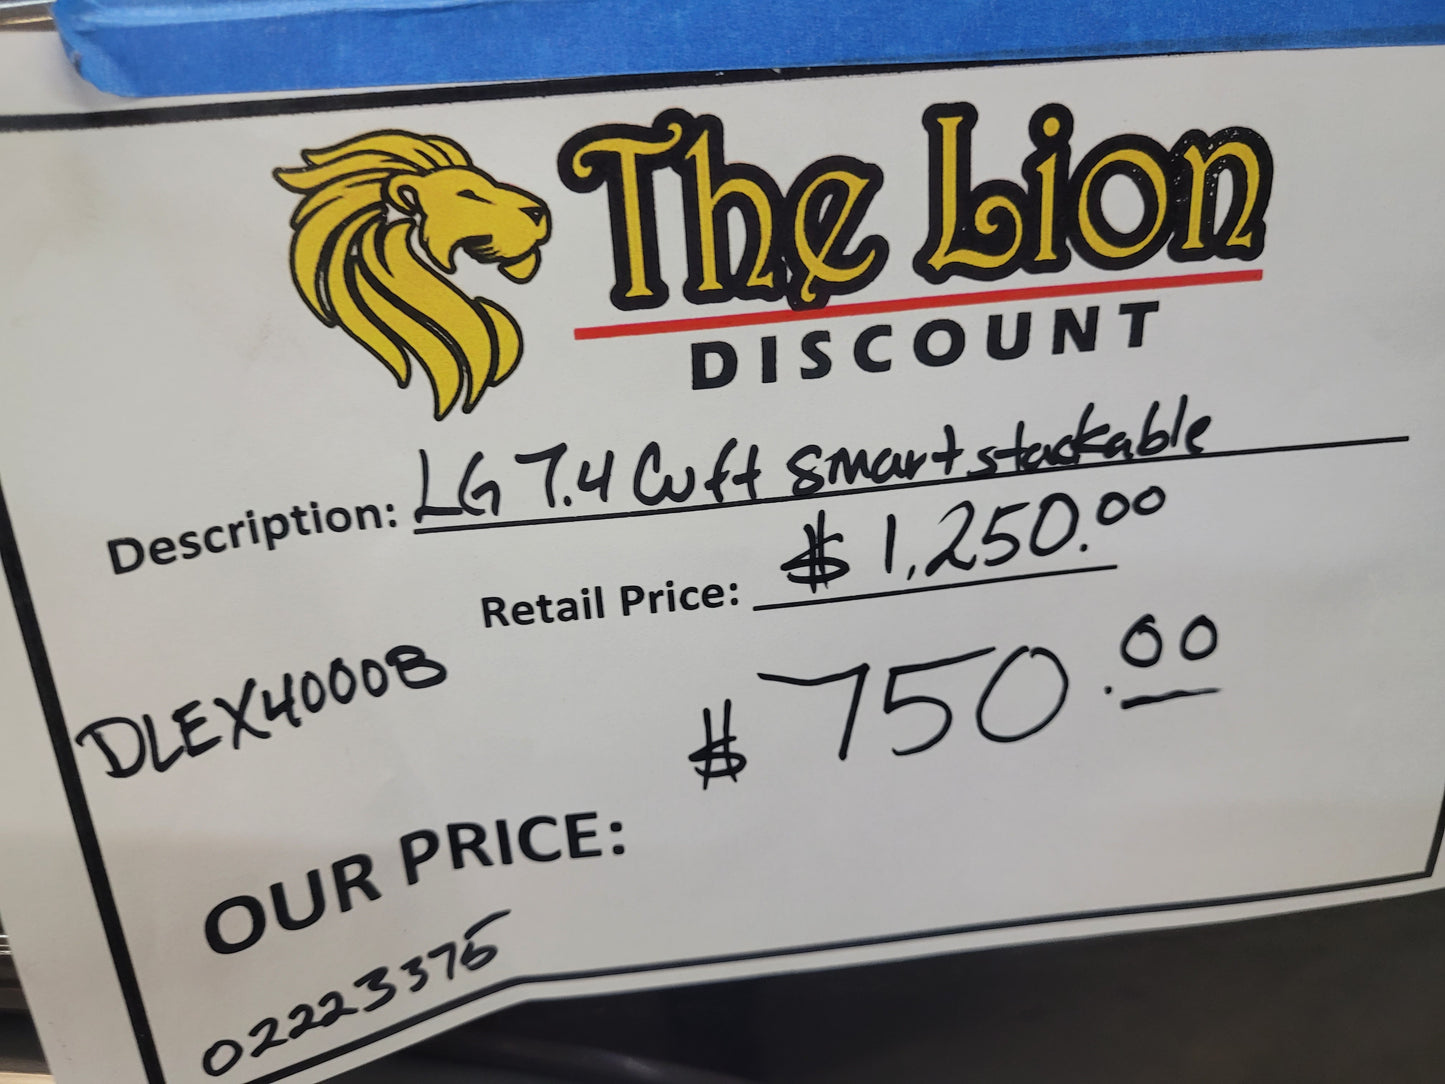 The Lion
DISCOUNT
Description: LG 7.4 Cuft smart stackable
Retail Price: $1,250.00
DLEX4000B
$750.00
OUR PRICE:
02223375